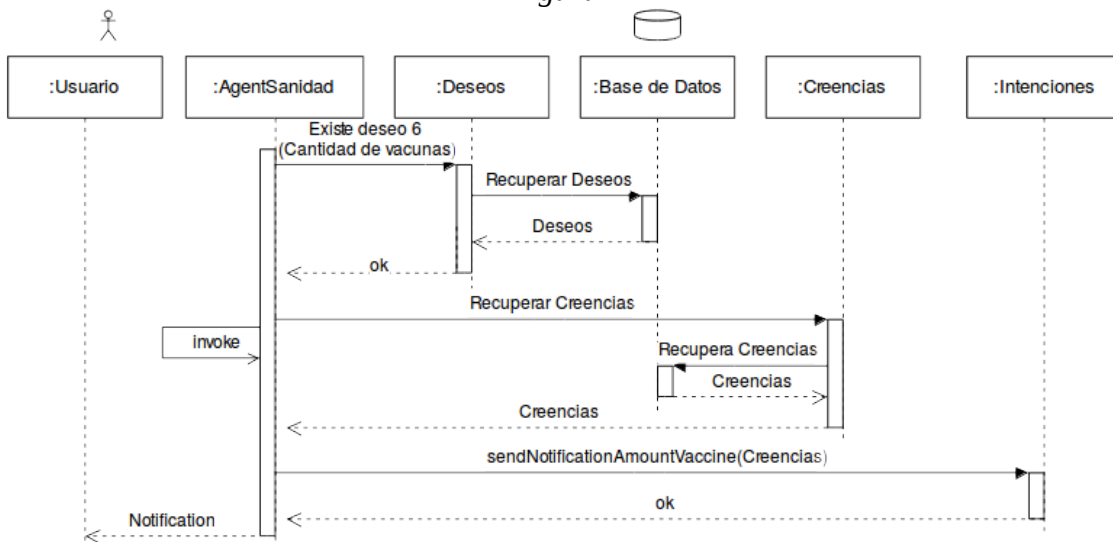 :Usuario
:AgentSanidad
:Deseos
:Base de Datos
:Creencias
:Intenciones
Existe deseo 6
(Cantidad de vacunas)
Recuperar Deseos
Deseos
ok
Recuperar Creencias
invoke
Recupera Creencias
Creencias
Creencias
sendNotificationAmountVaccine(Creencias)
ok
Notification